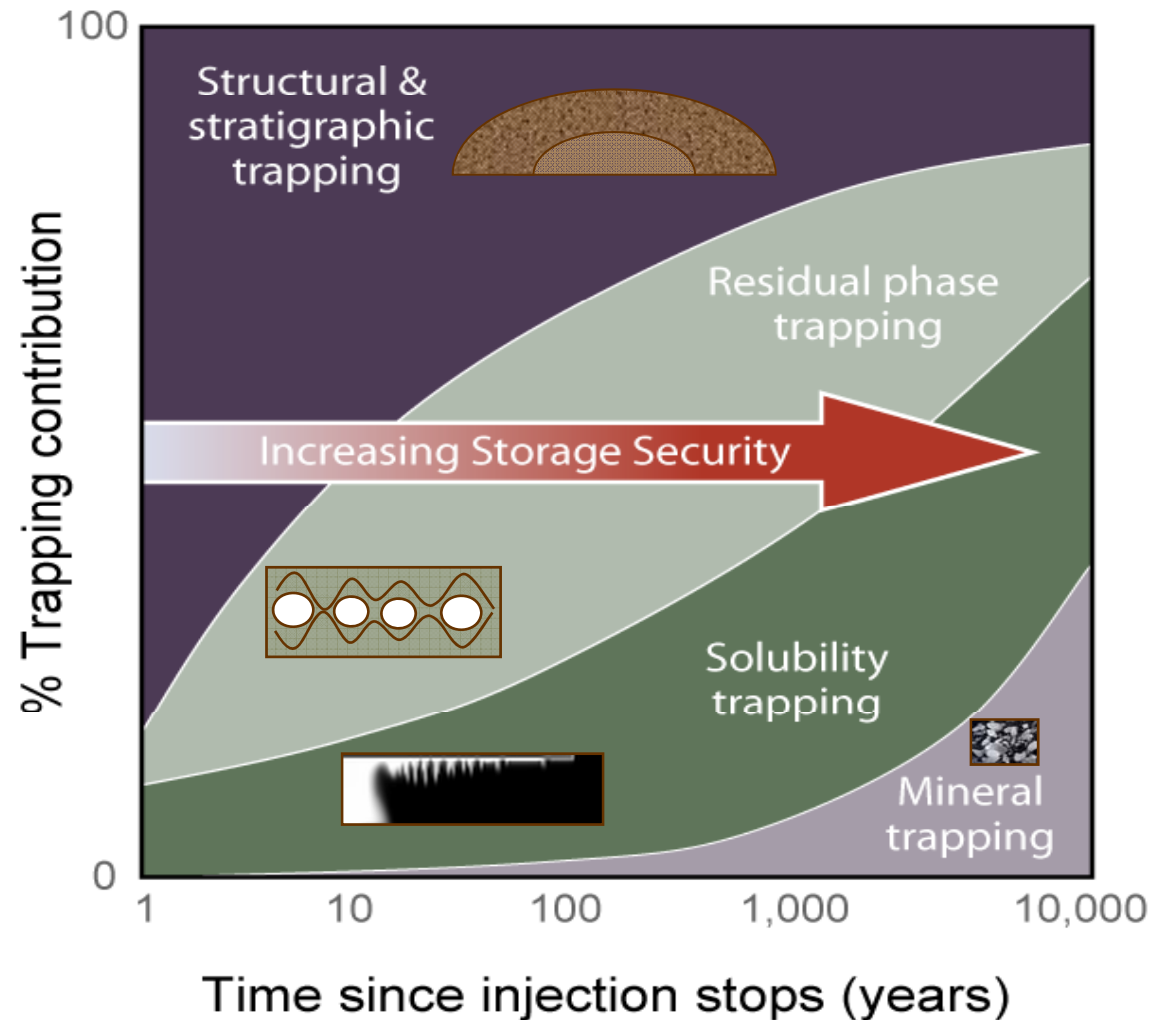 100
Structural &
stratigraphic
trapping
Residual phase
trapping
Increasing Storage Security
Solubility
trapping
Mineral
trapping
% Trapping contribution
0
1 10 100 1,000 10,000
Time since injection stops (years)